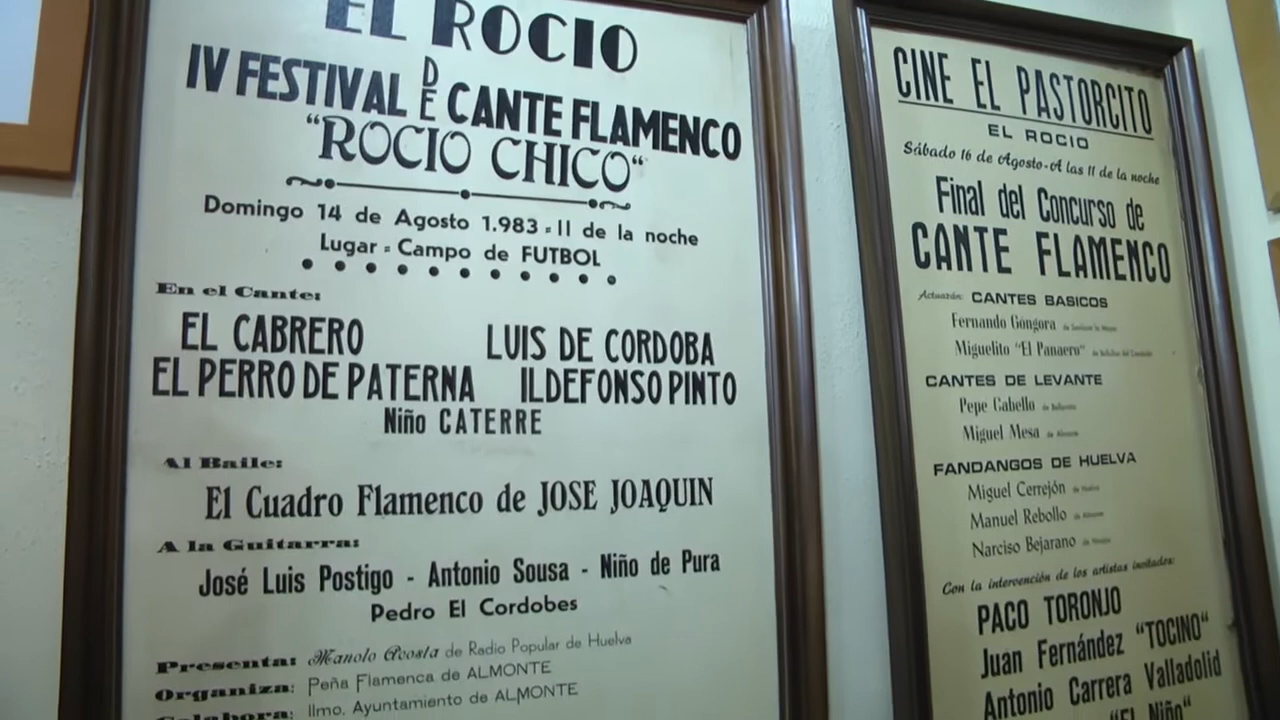 EL ROCIO
IV FESTIVAL DE CANTE FLAMENCO
"ROCIO CHICO"
Domingo 14 de Agosto 1.983 - 11 de la noche
Lugar - Campo de FUTBOL
En el Cante:
EL CABRERO LUIS DE CORDOBA
EL PERRO DE PATERNA ILDEFONSO PINTO
Niño CATERRE
Al Baile:
El Cuadro Flamenco de JOSE JOAQUIN
A la Guitarra:
José Luis Postigo - Antonio Sousa - Niño de Pura
Pedro El Cordobes
Presenta: Manolo Acosta de Radio Popular de Huelva
Organiza: Peña Flamenca de ALMONTE
Colabora: Ilmo. Ayuntamiento de ALMONTE
CINE EL PASTORCITO
EL ROCIO
Sábado 16 de Agosto - A las 11 de la noche
Final del Concurso de
CANTE FLAMENCO
Actuarán: CANTES BASICOS
Fernando Góngora
Miguelito "El Panaero"
CANTES DE LEVANTE
Pepe Cabello
Miguel Mesa
FANDANGOS DE HUELVA
Miguel Cerrejón
Manuel Rebollo
Narciso Bejarano
Con la intervención de los artistas invitados:
PACO TORONJO
Juan Fernández "TOCINO"
Antonio Carrera Valladolid
"El Niño"